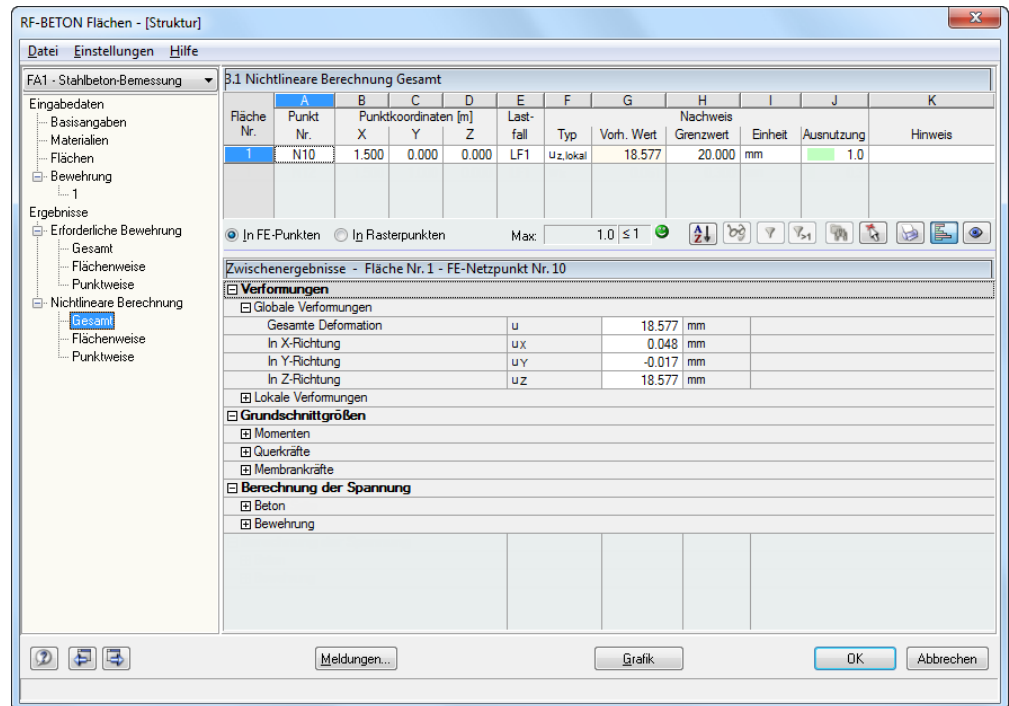 RF-BETON Flächen - [Struktur]
Datei Einstellungen Hilfe
FA1 - Stahlbeton-Bemessung
Eingabedaten
Basisangaben
Materialien
Flächen
Bewehrung
1
Ergebnisse
Erforderliche Bewehrung
Gesamt
Flächenweise
Punktweise
Nichtlineare Berechnung
Gesamt
Flächenweise
Punktweise
3.1 Nichtlineare Berechnung Gesamt
A B C D E F G H I J K
Fläche Punkt Punktkoordinaten [m] Last- Nachweis
Nr. Nr. X Y Z fall Typ Vorh. Wert Grenzwert Einheit Ausnutzung Hinweis
1 N10 1.500 0.000 0.000 LF1 uz,lokal 18.577 20.000 mm 1.0
In FE-Punkten In Rasterpunkten Max: 1.0 ≤ 1
Zwischenergebnisse - Fläche Nr. 1 - FE-Netzpunkt Nr. 10
Verformungen
Globale Verformungen
Gesamte Deformation u 18.577 mm
In X-Richtung uX 0.048 mm
In Y-Richtung uY -0.017 mm
In Z-Richtung uZ 18.577 mm
Lokale Verformungen
Grundschnittgrößen
Momenten
Querkräfte
Membrankräfte
Berechnung der Spannung
Beton
Bewehrung
Meldungen... Grafik OK Abbrechen